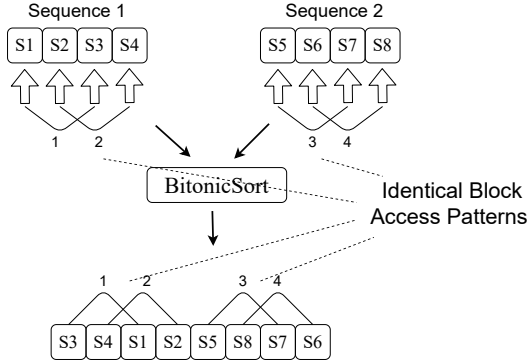 Sequence 1 Sequence 2
S1 S2 S3 S4 S5 S6 S7 S8
1 2 3 4
BitonicSort
Identical Block
Access Patterns
1 2 3 4
S3 S4 S1 S2 S5 S8 S7 S6